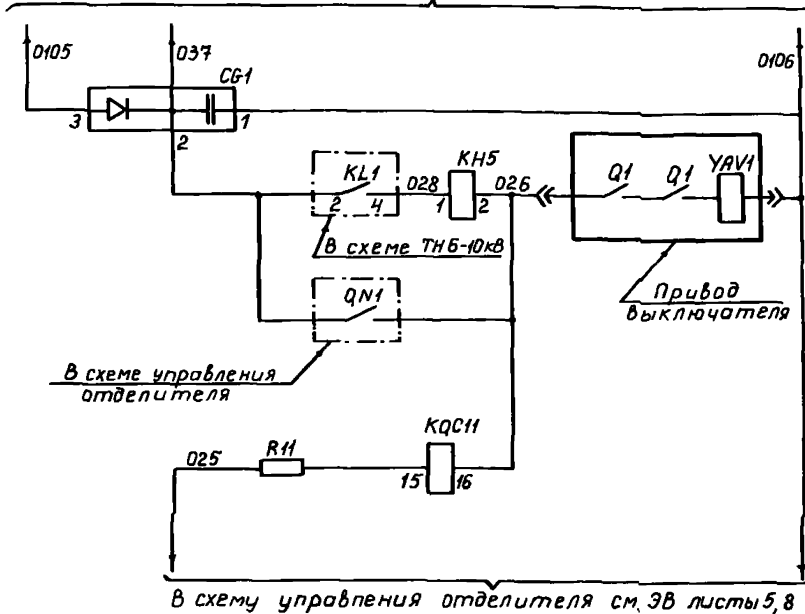 0105
037
0106
CG1
3
1
2
KL1
2
4
028
KH5
026
1
2
Q1
Q1
YAV1
В схеме ТН 6-10кВ
QN1
Привод
выключателя
В схеме управления
отделителя
KQC11
025
R11
15
16
В схему управления отделителя см. ЭВ листы 5, 8